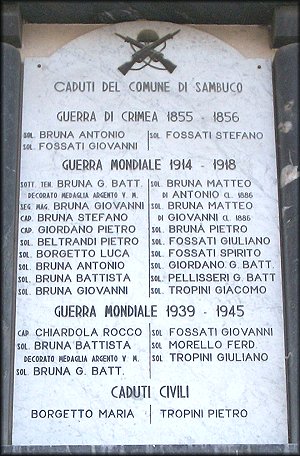 CADUTI DEL COMUNE DI SAMBUCO
GUERRA DI CRIMEA 1855 - 1856
SOL. BRUNA ANTONIO
SOL. FOSSATI GIOVANNI
SOL. FOSSATI STEFANO
GUERRA MONDIALE 1914 - 1918
SOTT. TEN. BRUNA G. BATT.
DECORATO MEDAGLIA ARGENTO V. M.
SEG. MAG. BRUNA GIOVANNI
CAP. BRUNA STEFANO
CAP. GIORDANO PIETRO
SOL. BELTRANDI PIETRO
SOL. BORGETTO LUCA
SOL. BRUNA ANTONIO
SOL. BRUNA BATTISTA
SOL. BRUNA GIOVANNI
SOL. BRUNA MATTEO
DI ANTONIO CL. 1886
SOL. BRUNA MATTEO
DI GIOVANNI CL. 1886
SOL. BRUNA PIETRO
SOL. FOSSATI GIULIANO
SOL. FOSSATI SPIRITO
SOL. GIORDANO G. BATT.
SOL. PELLISSERI G. BATT
SOL. TROPINI GIACOMO
GUERRA MONDIALE 1939 - 1945
CAP. CHIARDOLA ROCCO
SOL. BRUNA BATTISTA
DECORATO MEDAGLIA ARGENTO V. M.
SOL. BRUNA G. BATT.
SOL. FOSSATI GIOVANNI
SOL. MORELLO FERD.
SOL. TROPINI GIULIANO
CADUTI CIVILI
BORGETTO MARIA
TROPINI PIETRO